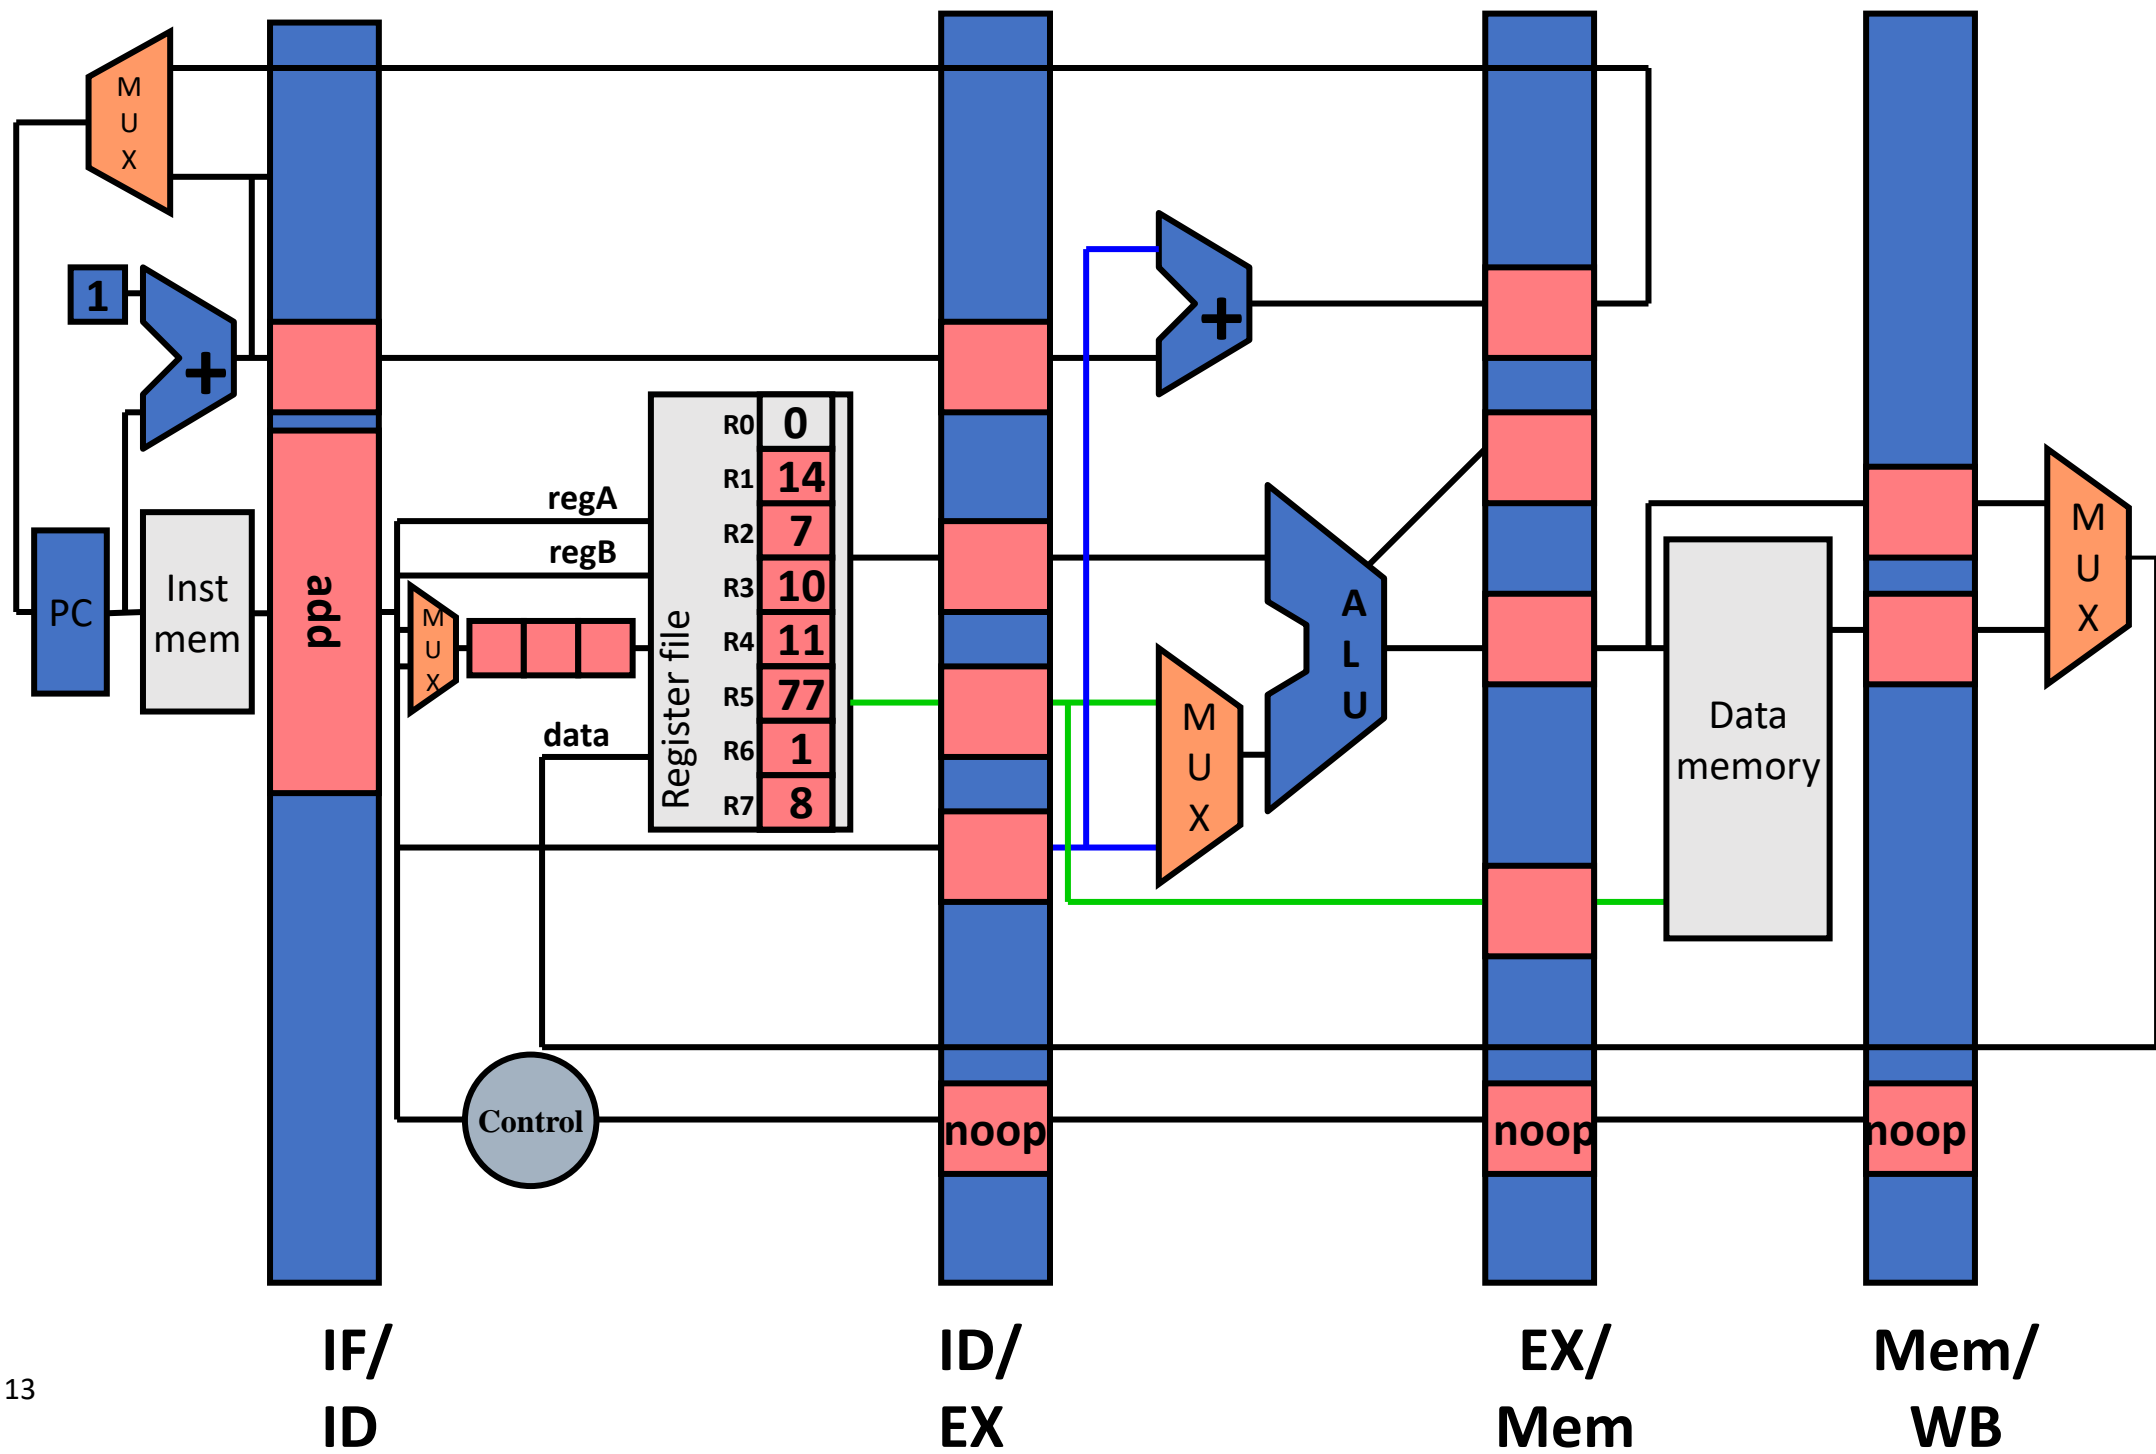 M
U
X
1
+
+
R0 0
R1 14
R2 7
R3 10
R4 11
R5 77
R6 1
R7 8
Register file
regA
regB
data
PC
Inst
mem
add
M
U
X
M
U
X
A
L
U
Data
memory
M
U
X
Control
noop
noop
noop
IF/
ID
ID/
EX
EX/
Mem
Mem/
WB
13